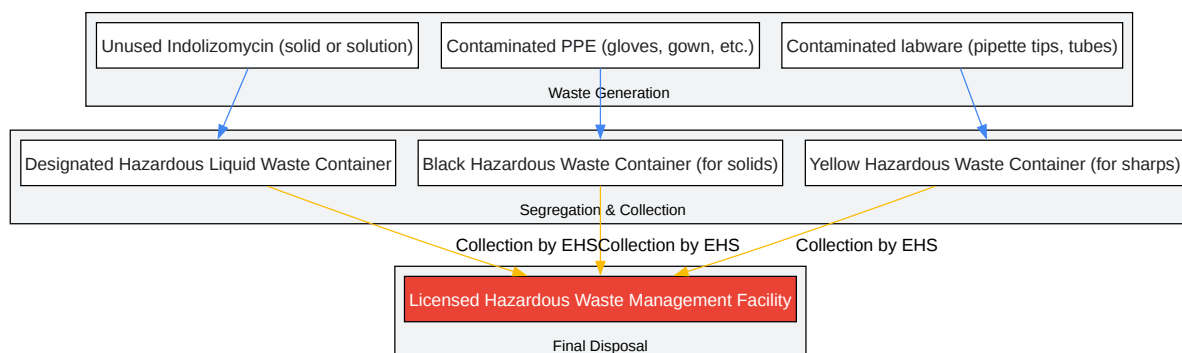 Unused Indolizomycin (solid or solution)
Contaminated PPE (gloves, gown, etc.)
Contaminated labware (pipette tips, tubes)
Waste Generation
Designated Hazardous Liquid Waste Container
Black Hazardous Waste Container (for solids)
Yellow Hazardous Waste Container (for sharps)
Segregation & Collection
Collection by EHS
Collection by EHS
Collection by EHS
Licensed Hazardous Waste Management Facility
Final Disposal